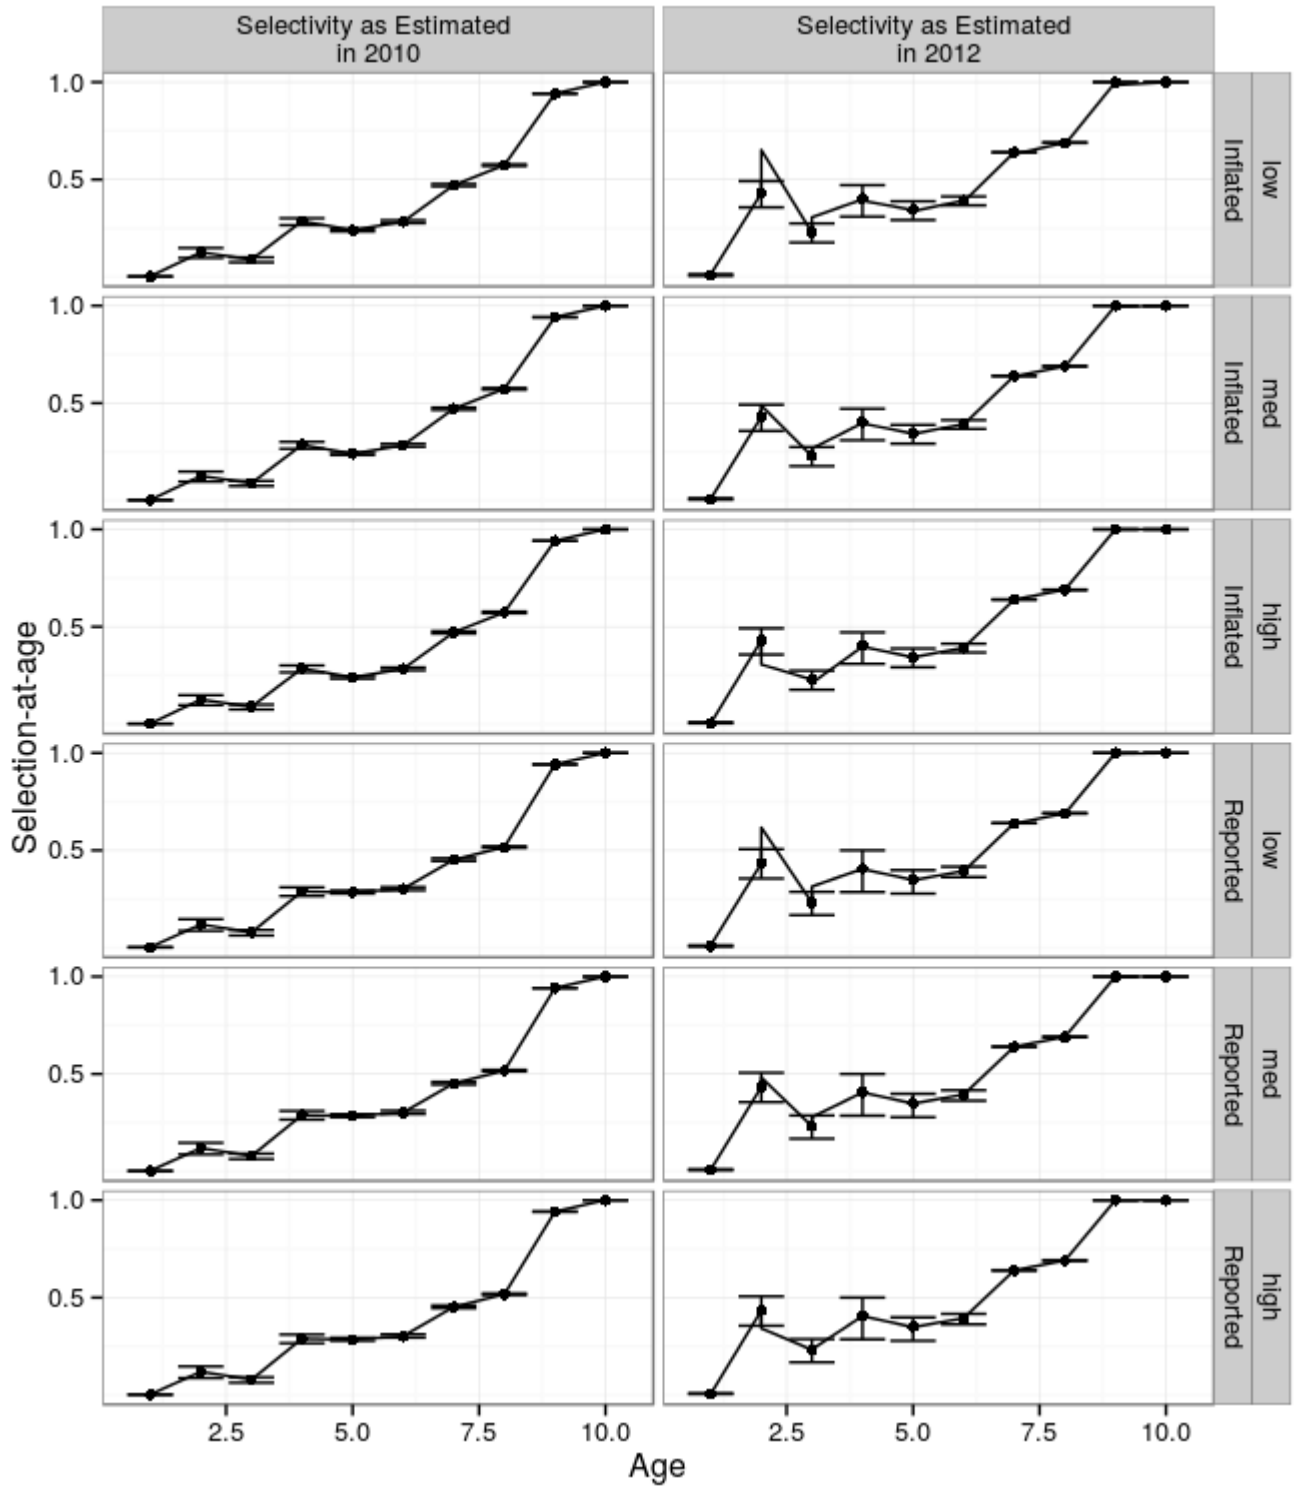 Selectivity as Estimated
in 2010
Selectivity as Estimated
in 2012
Selection-at-age
1.0
0.5
low
Inflated
1.0
0.5
med
Inflated
1.0
0.5
high
Inflated
1.0
0.5
low
Reported
1.0
0.5
med
Reported
1.0
0.5
high
Reported
2.5 5.0 7.5 10.0
2.5 5.0 7.5 10.0
Age